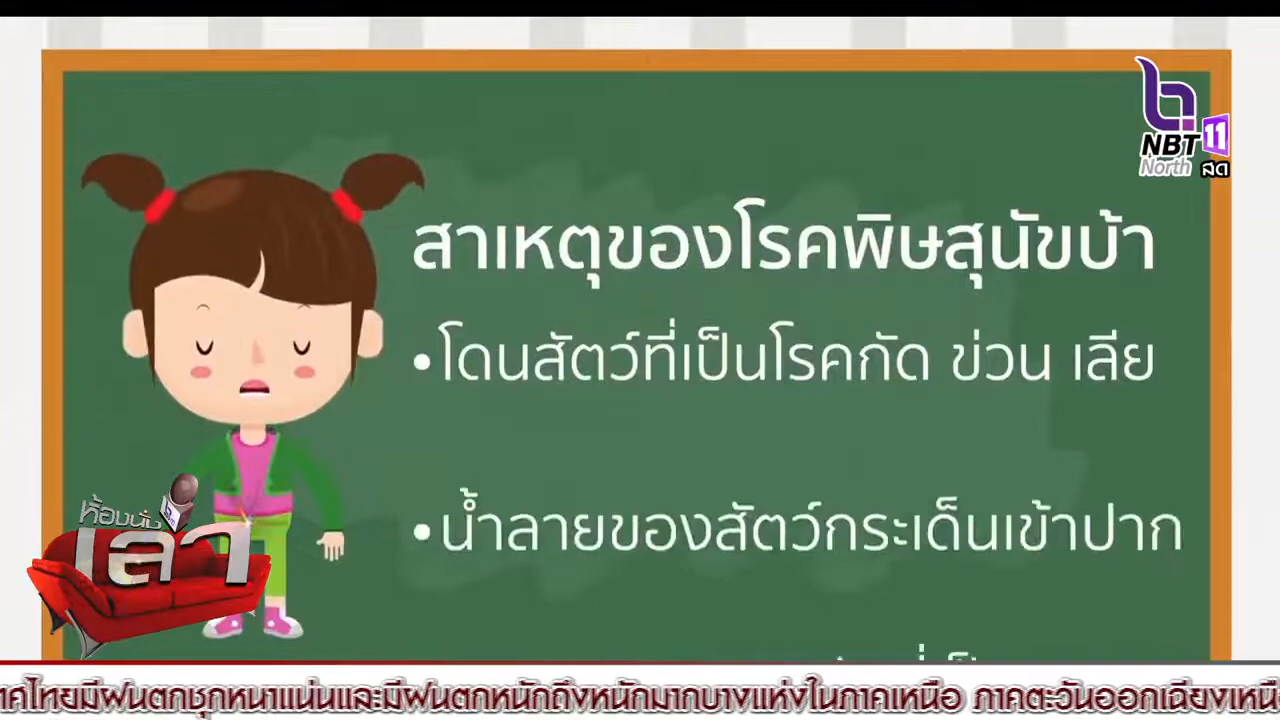 NBT 11
North สด
สาเหตุของโรคพิษสุนัขบ้า
•โดนสัตว์ที่เป็นโรคกัด ข่วน เลีย
•น้ำลายของสัตว์กระเด็นเข้าปาก
ห้องนั่ง
เล่า
ไทยมีฝนตกชุกหนาแน่นและมีฝนตกหนักถึงหนักมากบางแห่งในภาคเหนือ ภาคตะวันออกเฉียงเหนื